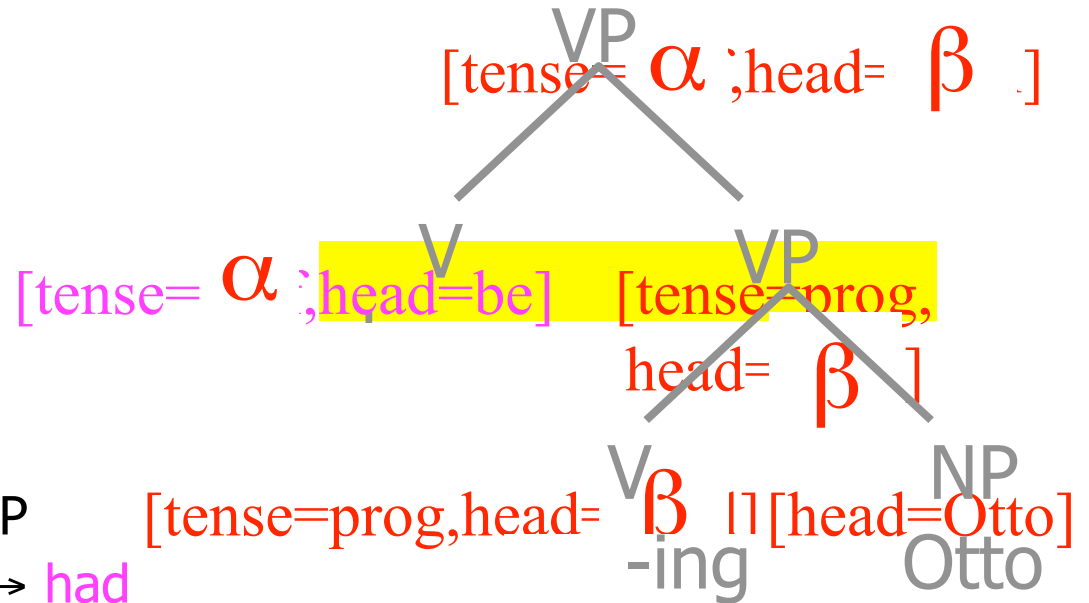 VP
[tense= α ,head= β ]
V VP
[tense= α ,head=be] [tense=prog,
head= β ]
V NP
P [tense=prog,head= β ][head=Otto]
-ing Otto
→ had